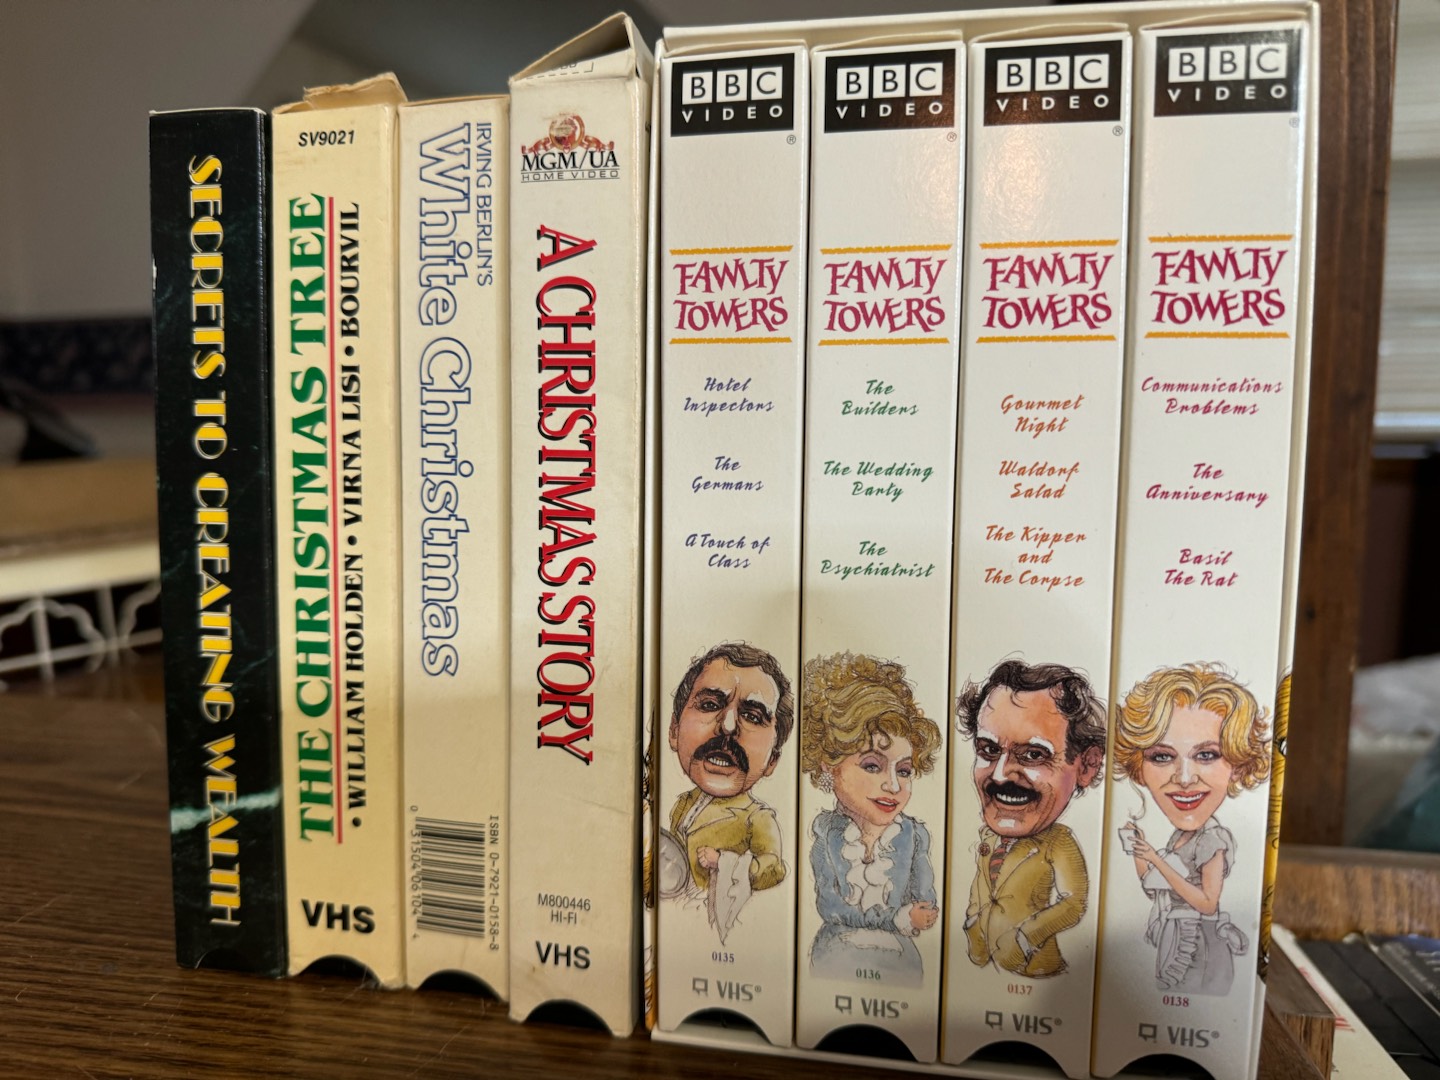 SECRETS TO CREATING WEALTH
SV9021
THE CHRISTMAS TREE
• WILLIAM HOLDEN • VIRNA LISI • BOURVIL
VHS
IRVING BERLIN'S
White Christmas
ISBN 0-7921-0158-8
0 31504 06104 4
MGM/UA
HOME VIDEO
A CHRISTMAS STORY
M800446
HI-FI
VHS
BBC
VIDEO
®
FAWLTY
TOWERS
Hotel
Inspectors
The
Germans
A Touch of
Class
0135
VHS®
BBC
VIDEO
®
FAWLTY
TOWERS
The
Builders
The Wedding
Party
The
Psychiatrist
0136
VHS®
BBC
VIDEO
®
FAWLTY
TOWERS
Gourmet
Night
Waldorf
Salad
The Kipper
and
The Corpse
0137
VHS®
BBC
VIDEO
®
FAWLTY
TOWERS
Communications
Problems
The
Anniversary
Basil
The Rat
0138
VHS®